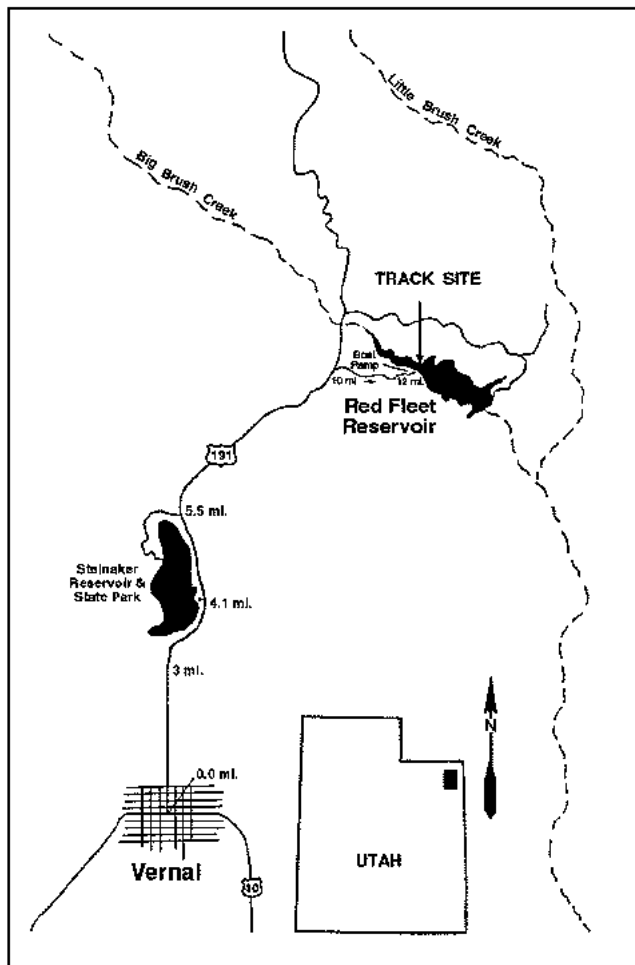 Little Brush Creek
Big Brush Creek
TRACK SITE
Boat
Ramp
10 mi
12 mi.
Red Fleet
Reservoir
191
5.5 mi.
Steinaker
Reservoir &
State Park
4.1 mi.
3 mi.
N
0.0 mi.
Vernal
UTAH